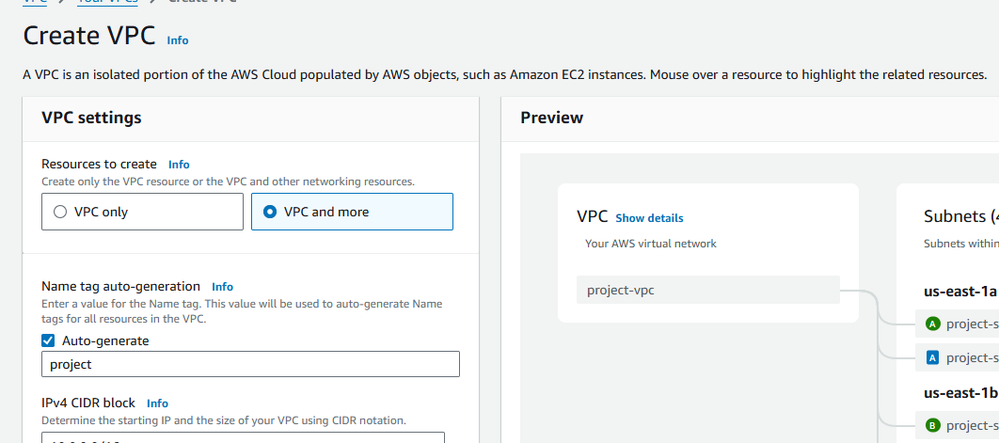 VPC > Your VPCs > Create VPC
Create VPC Info
A VPC is an isolated portion of the AWS Cloud populated by AWS objects, such as Amazon EC2 instances. Mouse over a resource to highlight the related resources.
VPC settings
Resources to create Info
Create only the VPC resource or the VPC and other networking resources.
VPC only
VPC and more
Name tag auto-generation Info
Enter a value for the Name tag. This value will be used to auto-generate Name
tags for all resources in the VPC.
Auto-generate
project
IPv4 CIDR block Info
Determine the starting IP and the size of your VPC using CIDR notation.
Preview
VPC Show details
Your AWS virtual network
project-vpc
Subnets (4
Subnets within
us-east-1a
A project-s
A project-s
us-east-1b
B project-s